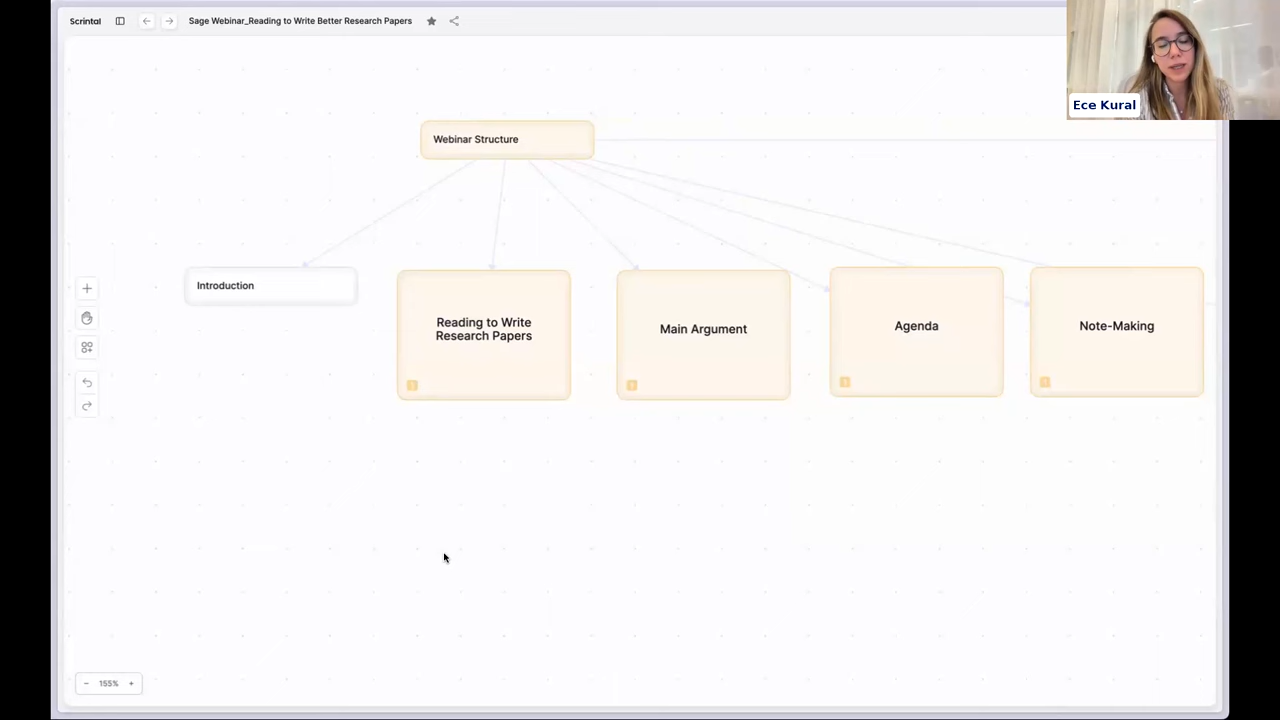 Scrintal
Sage Webinar_Reading to Write Better Research Papers
Ece Kural
Webinar Structure
Introduction
Reading to Write
Research Papers
Main Argument
Agenda
Note-Making
155%